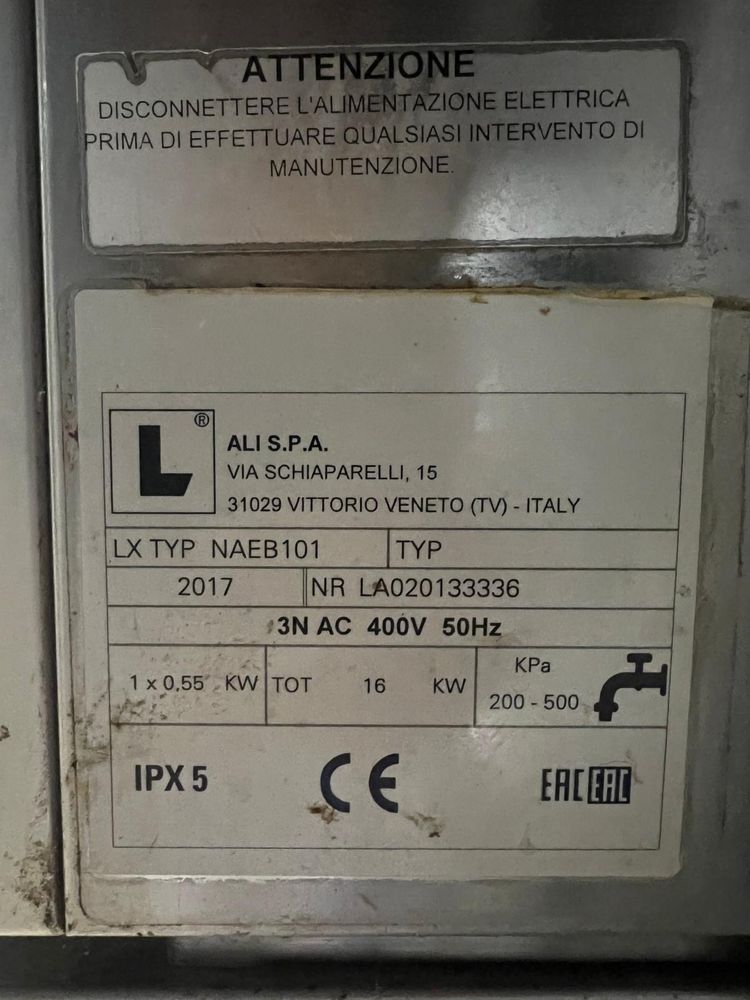 ATTENZIONE
DISCONNETTERE L'ALIMENTAZIONE ELETTRICA
PRIMA DI EFFETTUARE QUALSIASI INTERVENTO DI
MANUTENZIONE.
L ®
ALI S.P.A.
VIA SCHIAPARELLI, 15
31029 VITTORIO VENETO (TV) - ITALY
LX TYP NAEB101 TYP
2017 NR LA020133336
3N AC 400V 50Hz
1 x 0.55 KW TOT 16 KW KPa
200 - 500
IPX 5 CE EAC EAC